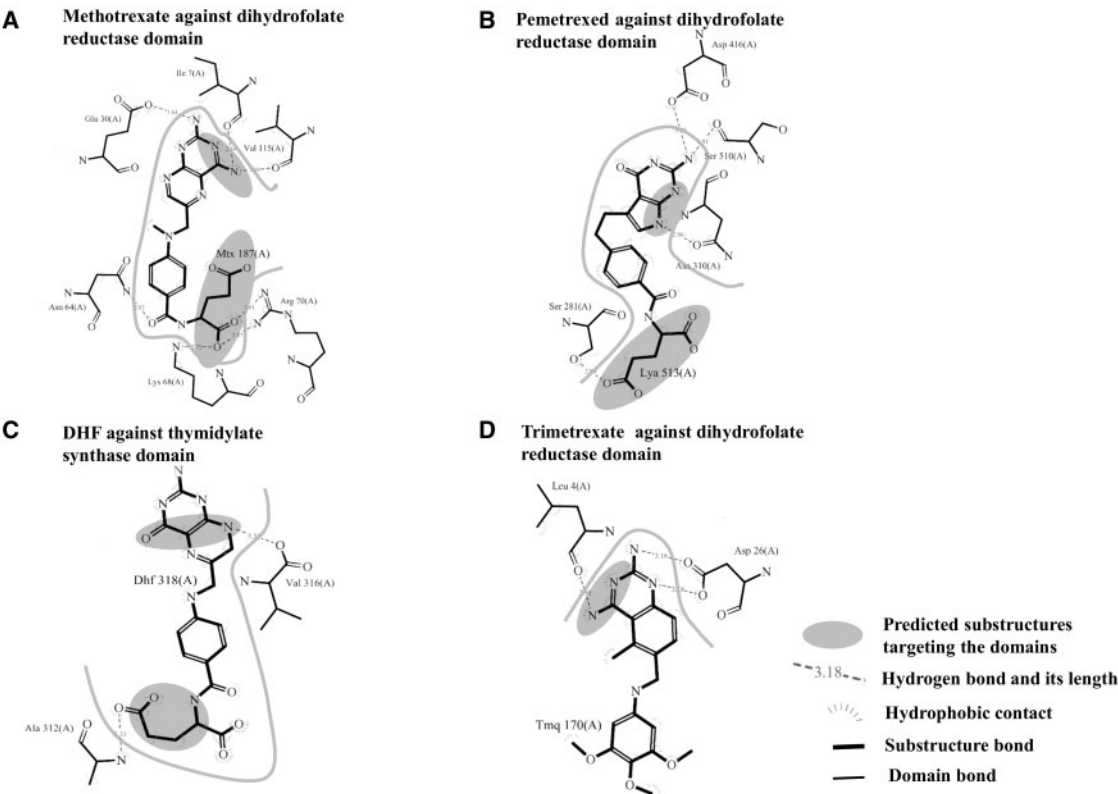 A
Methotrexate against dihydrofolate
reductase domain
Ile 7(A)
Glu 30(A)
Val 115(A)
Mtx 187(A)
Asn 64(A)
Arg 70(A)
Lys 68(A)
B
Pemetrexed against dihydrofolate
reductase domain
Asp 416(A)
Ser 510(A)
Asn 310(A)
Ser 281(A)
Lya 513(A)
C
DHF against thymidylate
synthase domain
Dhf 318(A)
Val 316(A)
Ala 312(A)
D
Trimetrexate against dihydrofolate
reductase domain
Leu 4(A)
Asp 26(A)
Tmq 170(A)
Predicted substructures
targeting the domains
3.18
Hydrogen bond and its length
Hydrophobic contact
Substructure bond
Domain bond